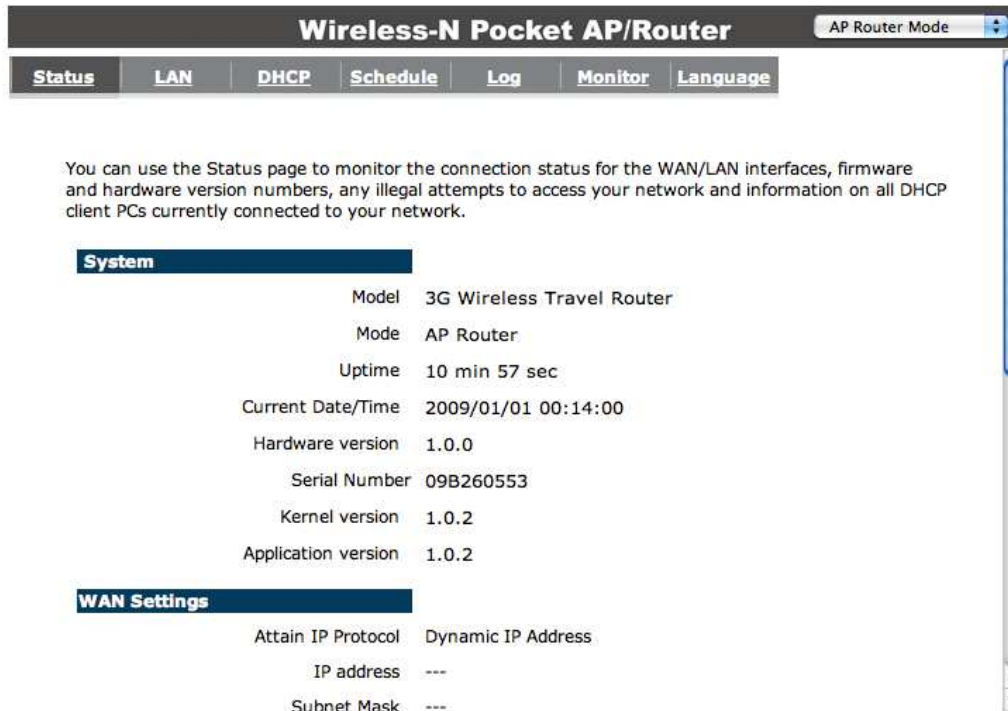 Wireless-N Pocket AP/Router
AP Router Mode
Status LAN DHCP Schedule Log Monitor Language
You can use the Status page to monitor the connection status for the WAN/LAN interfaces, firmware
and hardware version numbers, any illegal attempts to access your network and information on all DHCP
client PCs currently connected to your network.
System
Model 3G Wireless Travel Router
Mode AP Router
Uptime 10 min 57 sec
Current Date/Time 2009/01/01 00:14:00
Hardware version 1.0.0
Serial Number 09B260553
Kernel version 1.0.2
Application version 1.0.2
WAN Settings
Attain IP Protocol Dynamic IP Address
IP address ---
Subnet Mask ---